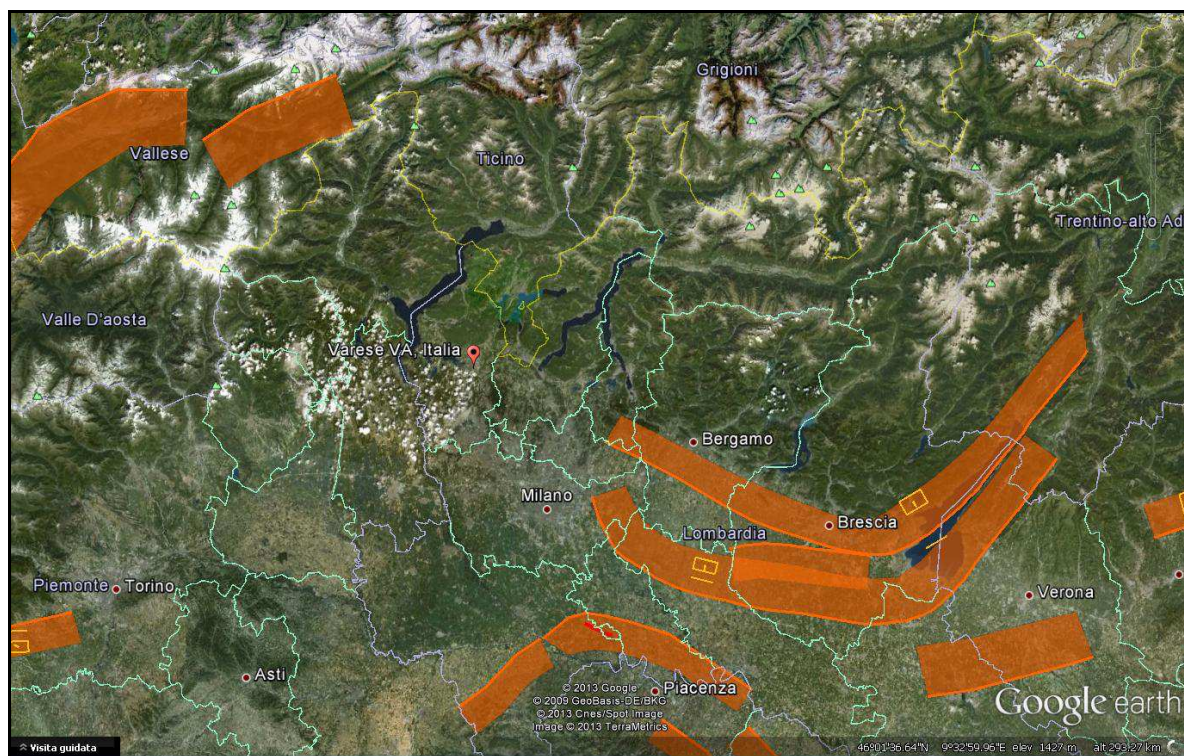 Grigioni
Vallese
Ticino
Trentino-alto Ad
Valle D'aosta
Varese VA, Italia
Bergamo
Milano
Brescia
Lombardia
Piemonte
Torino
Verona
Asti
Piacenza
© 2013 Google
© 2009 GeoBasis-DE/BKG
© 2013 Cnes/Spot Image
Image © 2013 TerraMetrics
Google earth
Visita guidata
46°01'36.64"N 9°32'59.96"E elev 1427 m alt 293.27 km